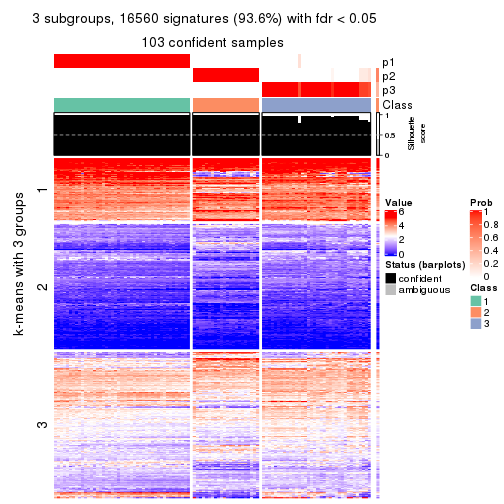 3 subgroups, 16560 signatures (93.6%) with fdr < 0.05
103 confident samples
p1
p2
p3
Class
1
0.5
0
Silhouette
score
k-means with 3 groups
1
2
3
Value
6
4
2
0
Status (barplots)
confident
ambiguous
Prob
1
0.8
0.6
0.4
0.2
0
Class
1
2
3